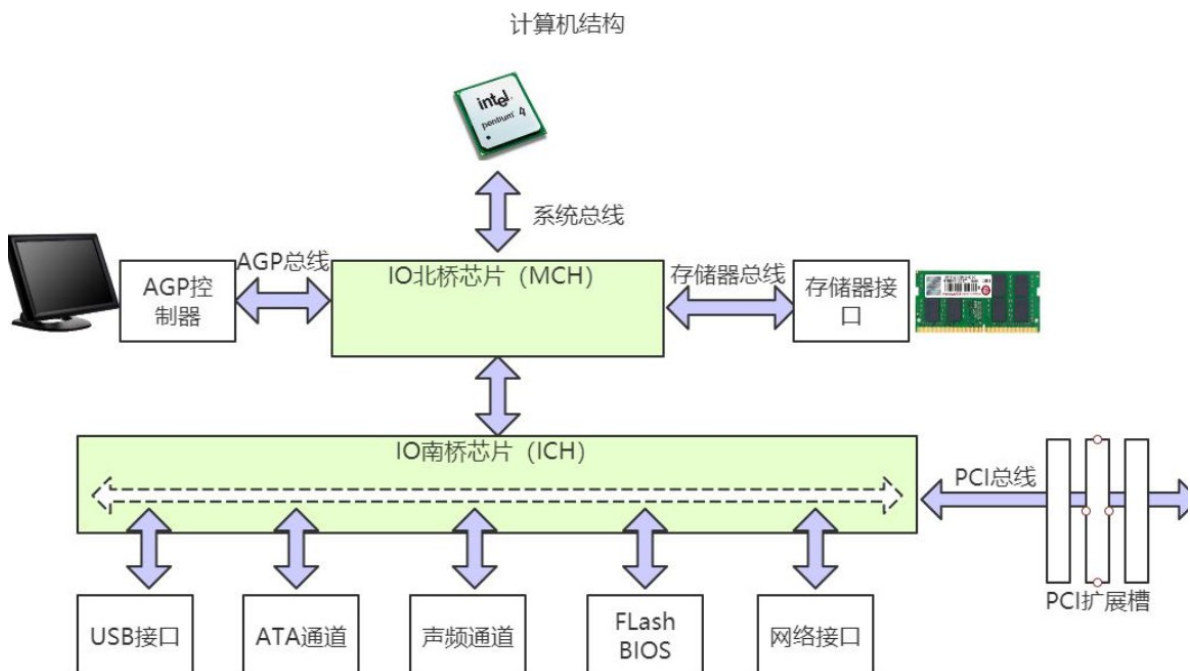 计算机结构
intel
pentium 4
系统总线
AGP总线
IO北桥芯片（MCH）
存储器总线
AGP控
制器
存储器接
口
IO南桥芯片（ICH）
PCI总线
PCI扩展槽
USB接口
ATA通道
声频通道
FLash
BIOS
网络接口